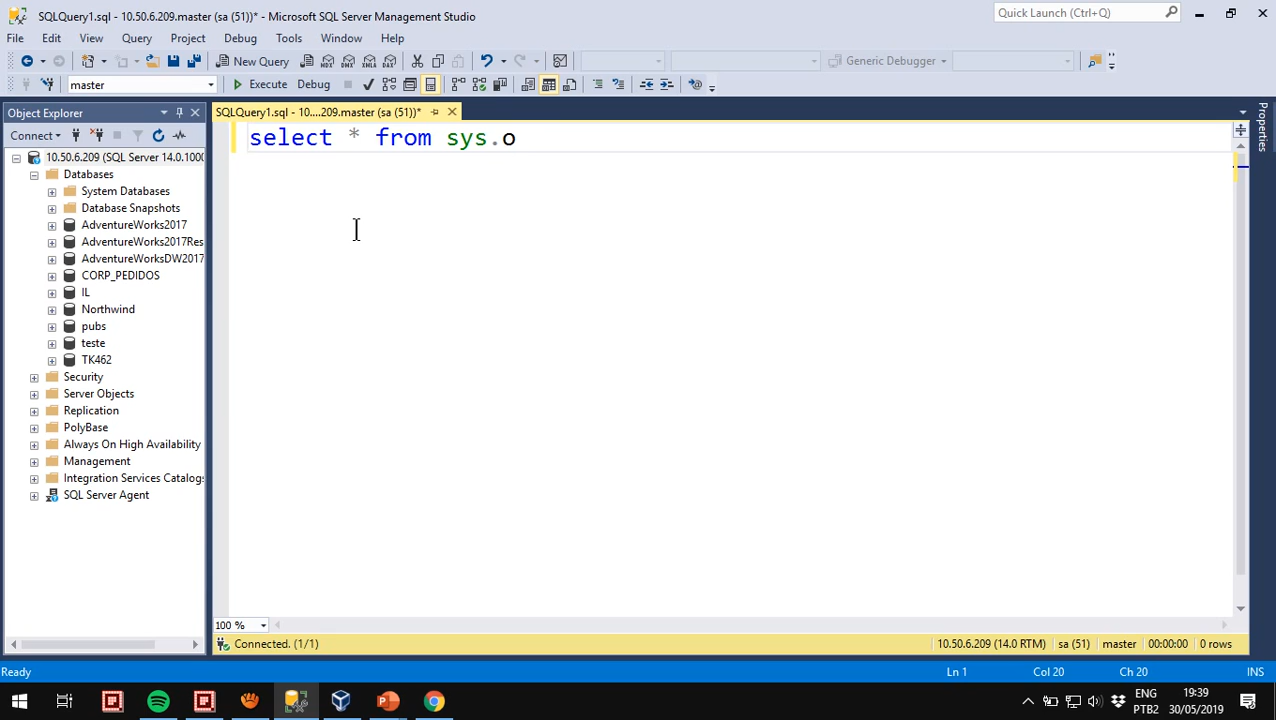 SQLQuery1.sql - 10.50.6.209.master (sa (51))* - Microsoft SQL Server Management Studio
Quick Launch (Ctrl+Q)
File Edit View Query Project Debug Tools Window Help
New Query
Generic Debugger
master
Execute Debug
Object Explorer
SQLQuery1.sql - 10....209.master (sa (51))*
Properties
Connect
select * from sys.o
10.50.6.209 (SQL Server 14.0.1000
Databases
System Databases
Database Snapshots
AdventureWorks2017
AdventureWorks2017Res
AdventureWorksDW2017
CORP_PEDIDOS
IL
Northwind
pubs
teste
TK462
Security
Server Objects
Replication
PolyBase
Always On High Availability
Management
Integration Services Catalogs
SQL Server Agent
100 %
Connected. (1/1)
10.50.6.209 (14.0 RTM) sa (51) master 00:00:00 0 rows
Ready
Ln 1 Col 20 Ch 20 INS
ENG
PTB2
19:39
30/05/2019